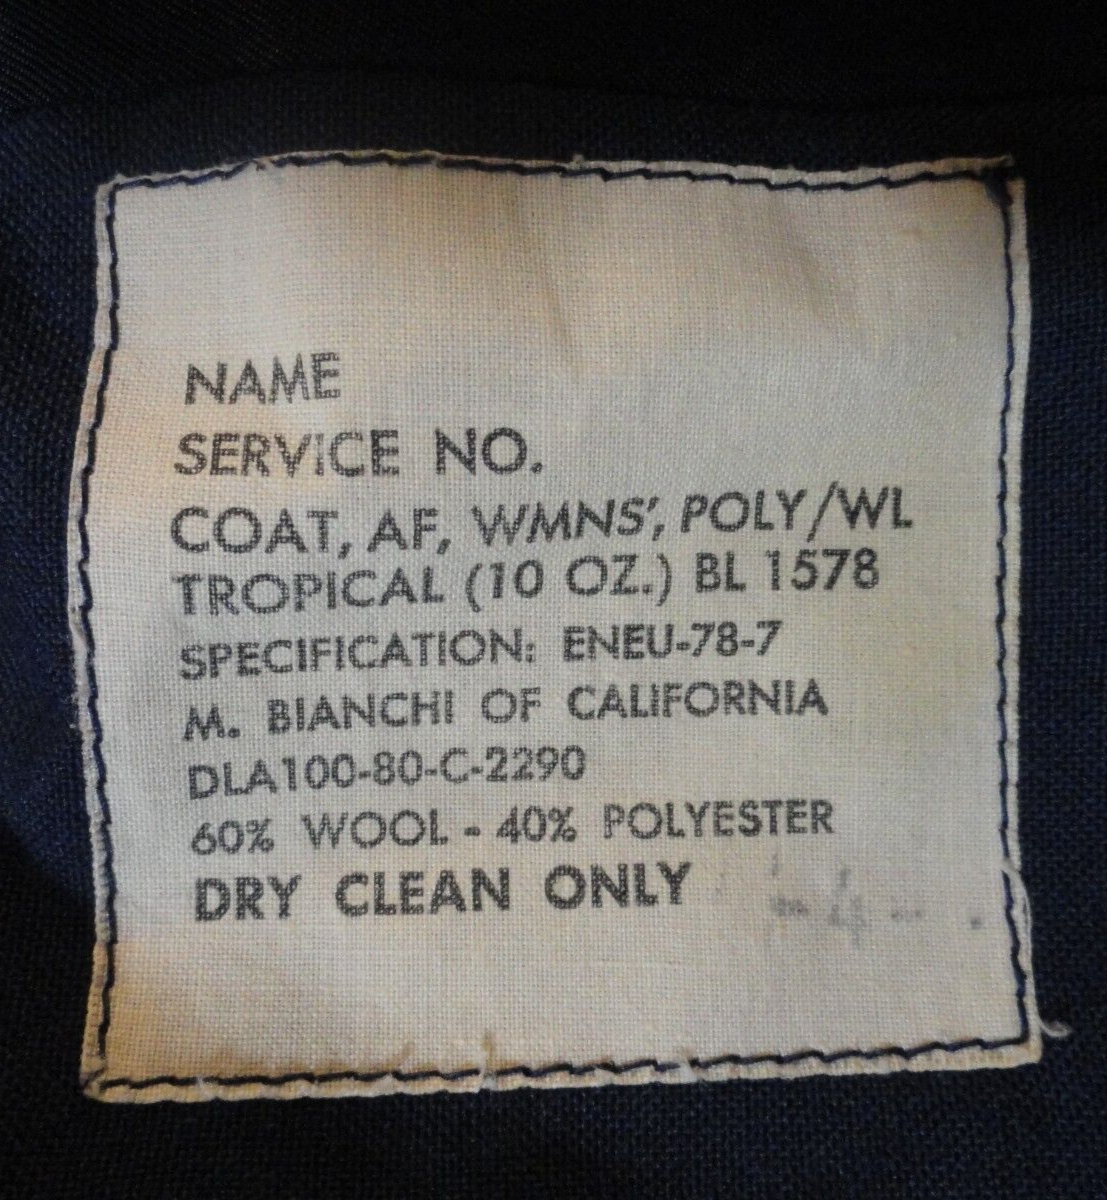 NAME
SERVICE NO.
COAT, AF, WMNS', POLY/WL
TROPICAL (10 OZ.) BL 1578
SPECIFICATION: ENEU-78-7
M. BIANCHI OF CALIFORNIA
DLA100-80-C-2290
60% WOOL - 40% POLYESTER
DRY CLEAN ONLY